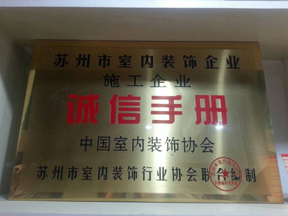 苏州市室内装饰企业
施工企业
诚信手册
中国室内装饰协会
苏州市室内装饰行业协会联合编制